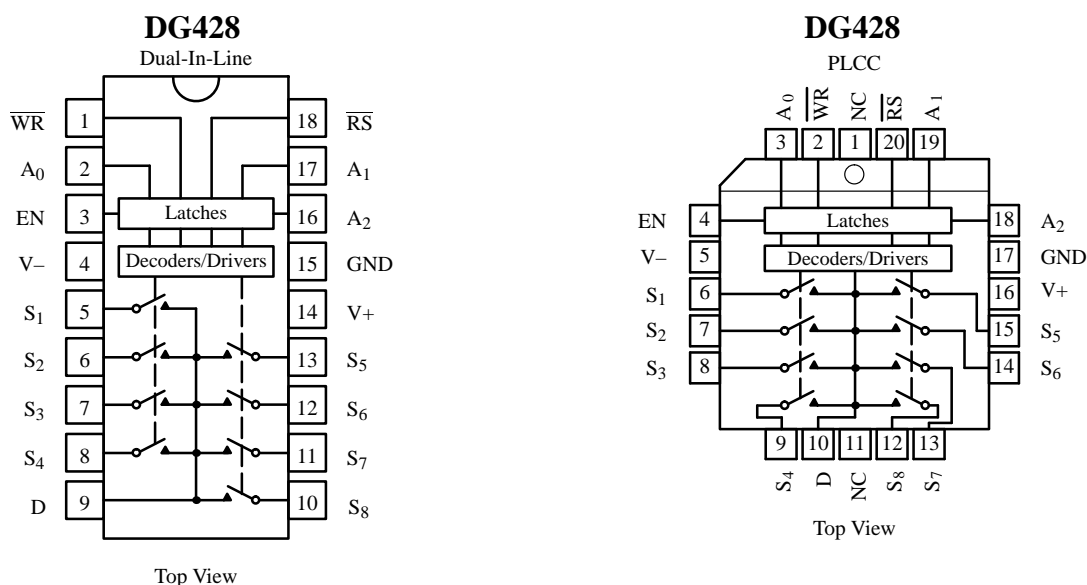 DG428
Dual-In-Line
W̅R̅ 1 18 R̅S̅
A0 2 17 A1
EN 3 Latches 16 A2
V– 4 Decoders/Drivers 15 GND
S1 5 14 V+
S2 6 13 S5
S3 7 12 S6
S4 8 11 S7
D 9 10 S8
Top View
DG428
PLCC
A0 W̅R̅ NC R̅S̅ A1
3 2 1 20 19
EN 4 Latches 18 A2
V– 5 Decoders/Drivers 17 GND
S1 6 16 V+
S2 7 15 S5
S3 8 14 S6
9 10 11 12 13
S4 D NC S8 S7
Top View